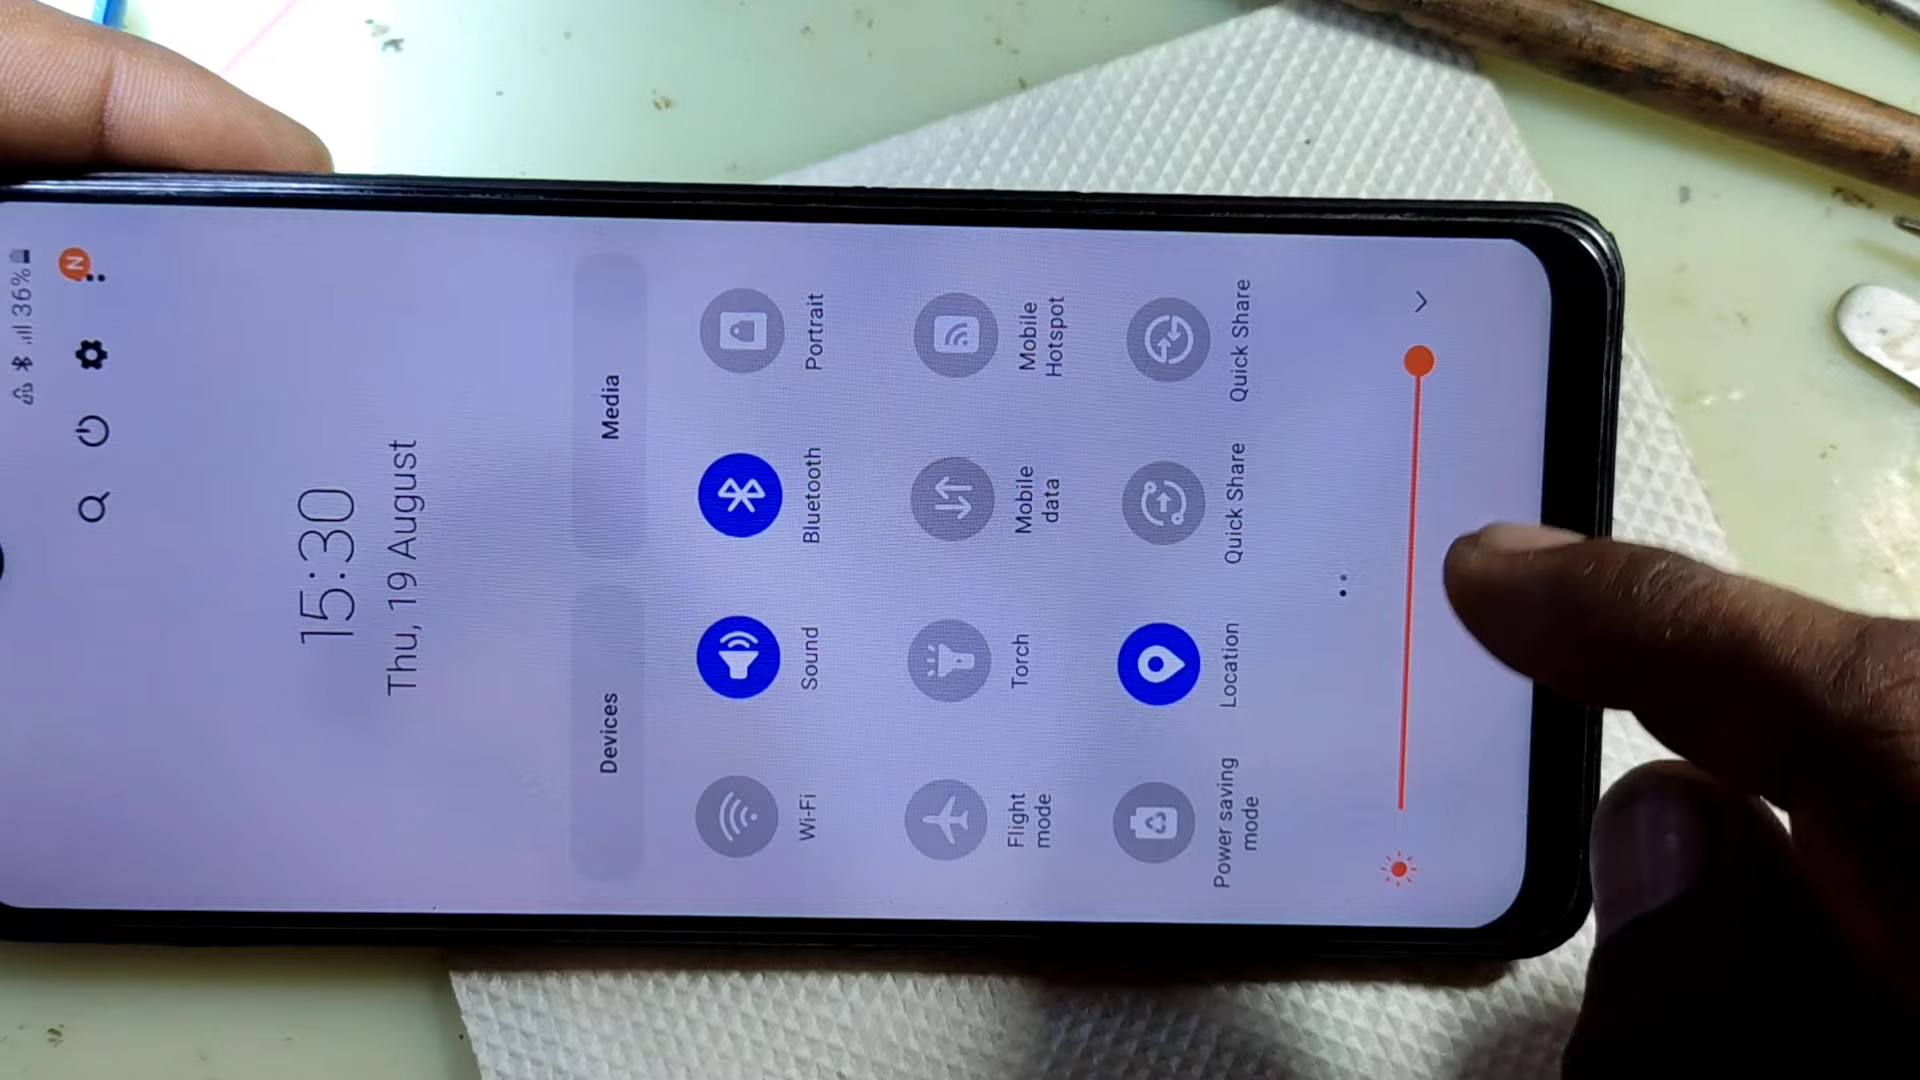 36%
N
15:30
Thu, 19 August
Devices
Media
Wi-Fi
Sound
Bluetooth
Portrait
Flight
mode
Torch
Mobile
data
Mobile
Hotspot
Power saving
mode
Location
Quick Share
Quick Share